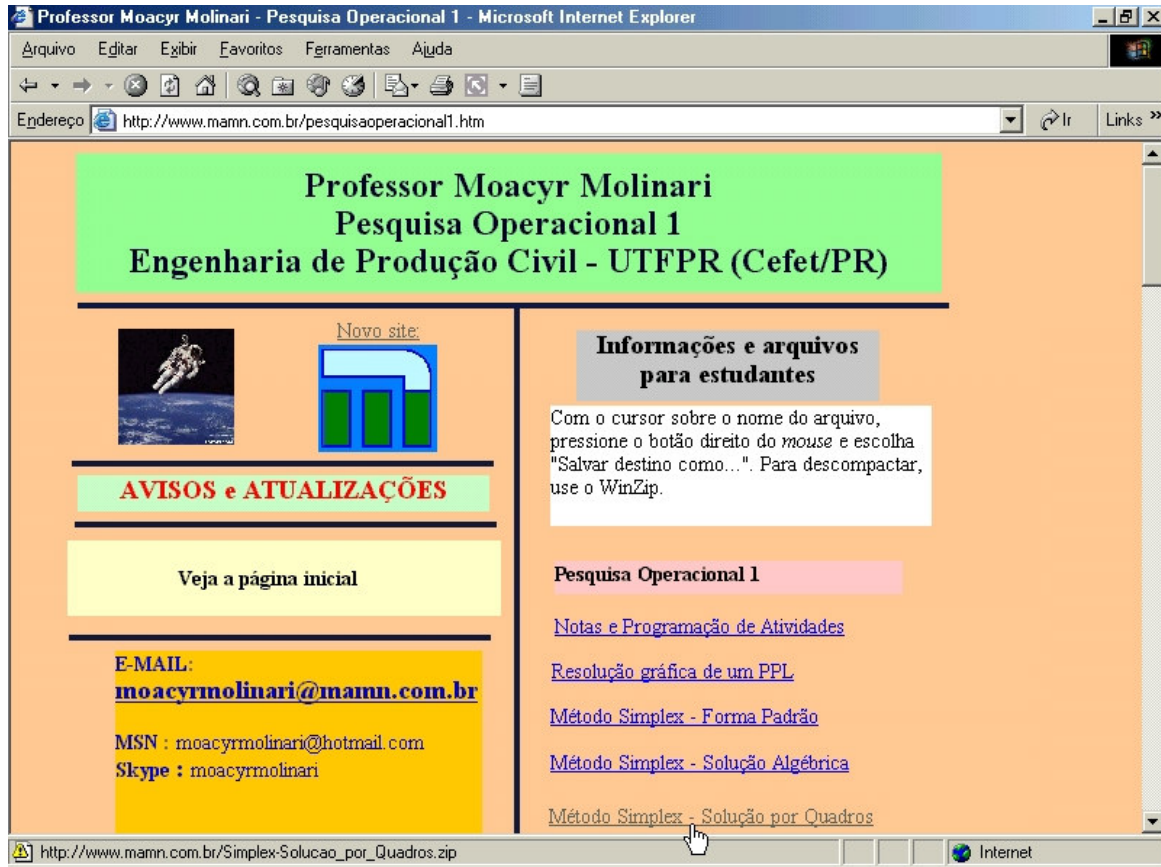 Professor Moacyr Molinari - Pesquisa Operacional 1 - Microsoft Internet Explorer
Arquivo Editar Exibir Favoritos Ferramentas Ajuda
Endereço http://www.mamn.com.br/pesquisaoperacional1.htm Ir Links »
Professor Moacyr Molinari
Pesquisa Operacional 1
Engenharia de Produção Civil - UTFPR (Cefet/PR)
Novo site:
AVISOS e ATUALIZAÇÕES
Veja a página inicial
E-MAIL:
moacyrmolinari@mamn.com.br
MSN : moacyrmolinari@hotmail.com
Skype : moacyrmolinari
Informações e arquivos
para estudantes
Com o cursor sobre o nome do arquivo,
pressione o botão direito do mouse e escolha
"Salvar destino como...". Para descompactar,
use o WinZip.
Pesquisa Operacional 1
Notas e Programação de Atividades
Resolução gráfica de um PPL
Método Simplex - Forma Padrão
Método Simplex - Solução Algébrica
Método Simplex - Solução por Quadros
http://www.mamn.com.br/Simplex-Solucao_por_Quadros.zip Internet